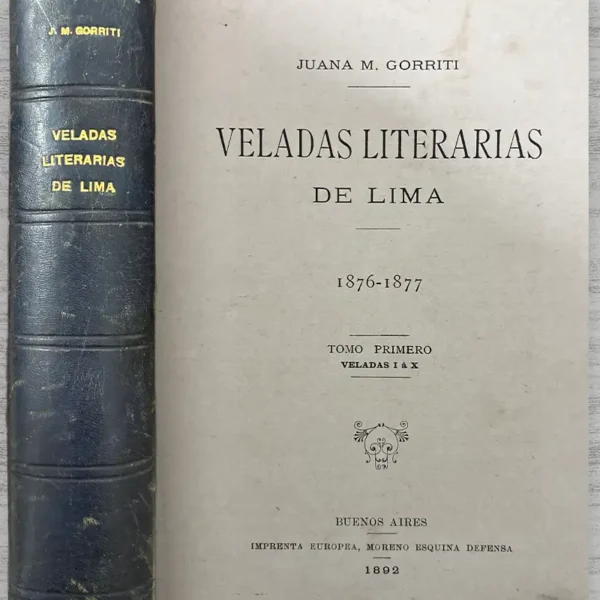 J. M. GORRITI
VELADAS
LITERARIAS
DE LIMA
JUANA M. GORRITI
VELADAS LITERARIAS
DE LIMA
1876-1877
TOMO PRIMERO
VELADAS I à X
BUENOS AIRES
IMPRENTA EUROPEA, MORENO ESQUINA DEFENSA
1892